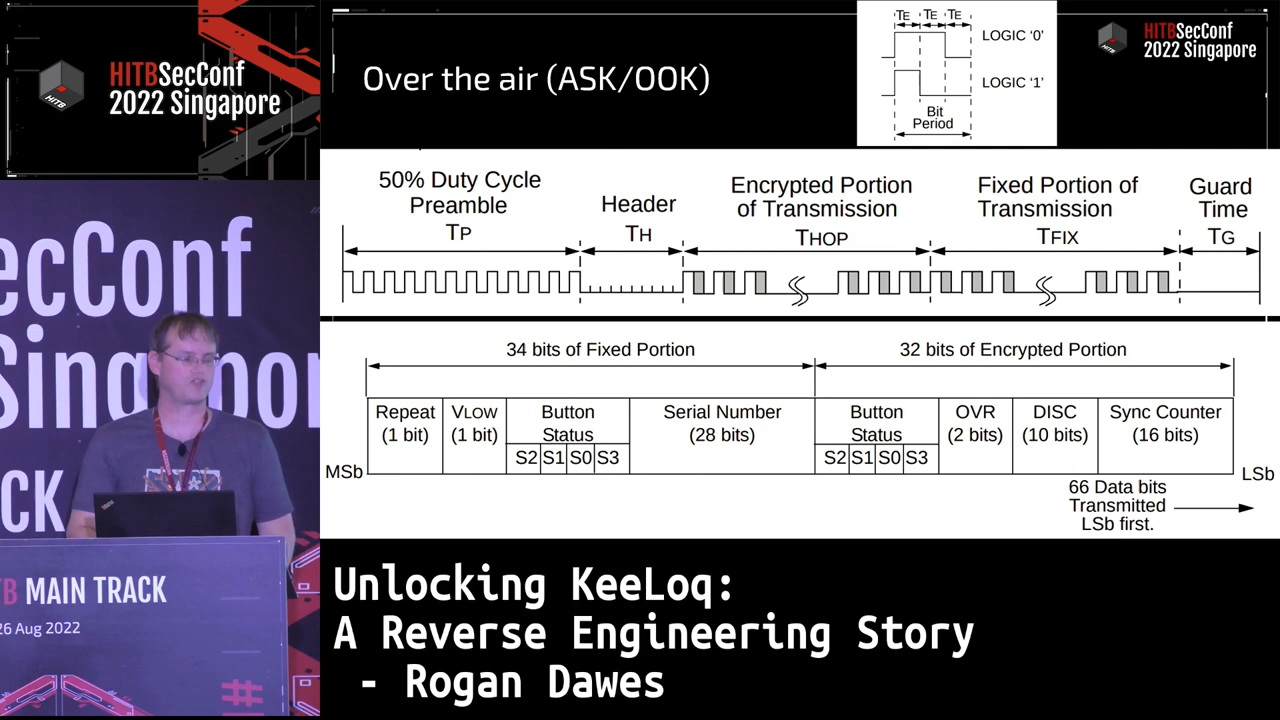 HITBSecConf
2022 Singapore
HITB
Over the air (ASK/OOK)
TE TE TE
LOGIC '0'
LOGIC '1'
Bit
Period
HITBSecConf
2022 Singapore
HITB
50% Duty Cycle
Preamble
TP
Header
TH
Encrypted Portion
of Transmission
THOP
Fixed Portion of
Transmission
TFIX
Guard
Time
TG
34 bits of Fixed Portion
32 bits of Encrypted Portion
Repeat
(1 bit)
VLOW
(1 bit)
Button
Status
S2 S1 S0 S3
Serial Number
(28 bits)
Button
Status
S2 S1 S0 S3
OVR
(2 bits)
DISC
(10 bits)
Sync Counter
(16 bits)
MSb
LSb
66 Data bits
Transmitted
LSb first.
ecConf
Singapor
CK
B MAIN TRACK
26 Aug 2022
#
Unlocking KeeLoq:
A Reverse Engineering Story
- Rogan Dawes